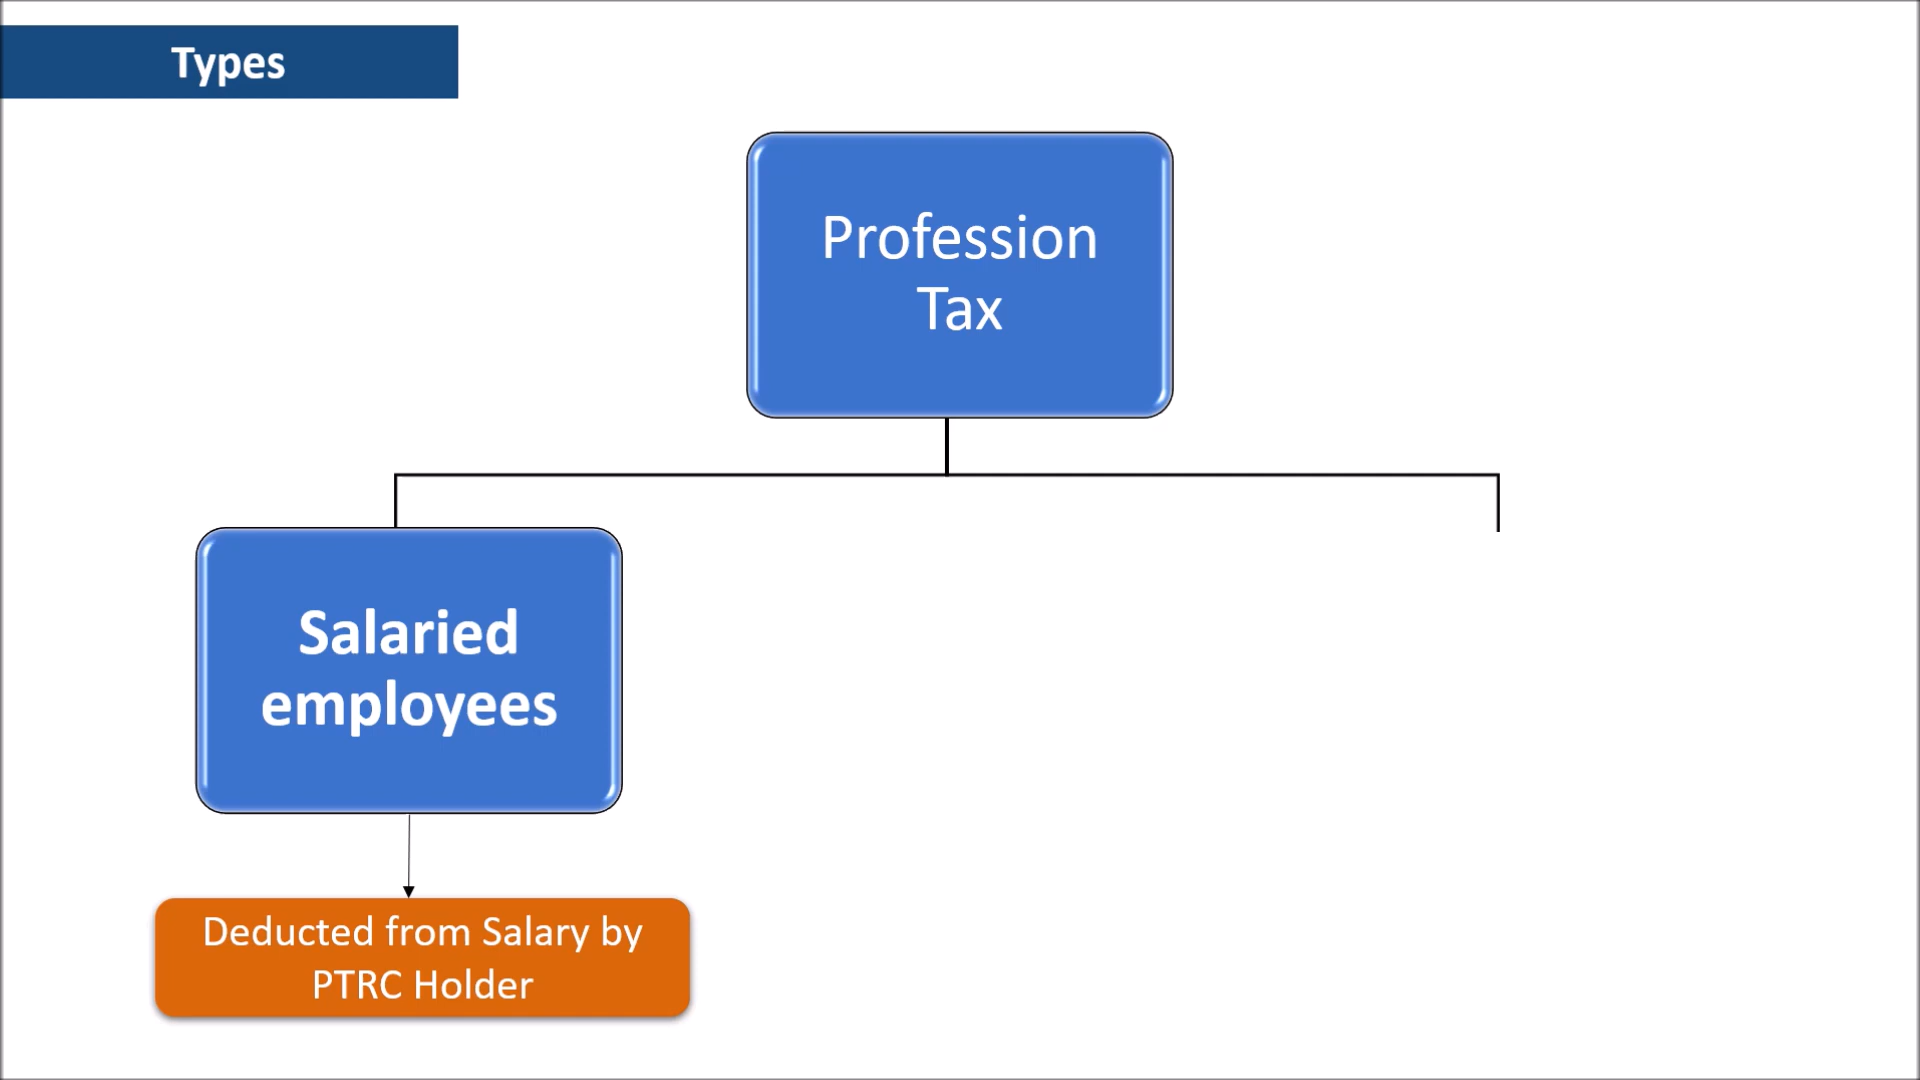 Types
Profession
Tax
Salaried
employees
Deducted from Salary by
PTRC Holder